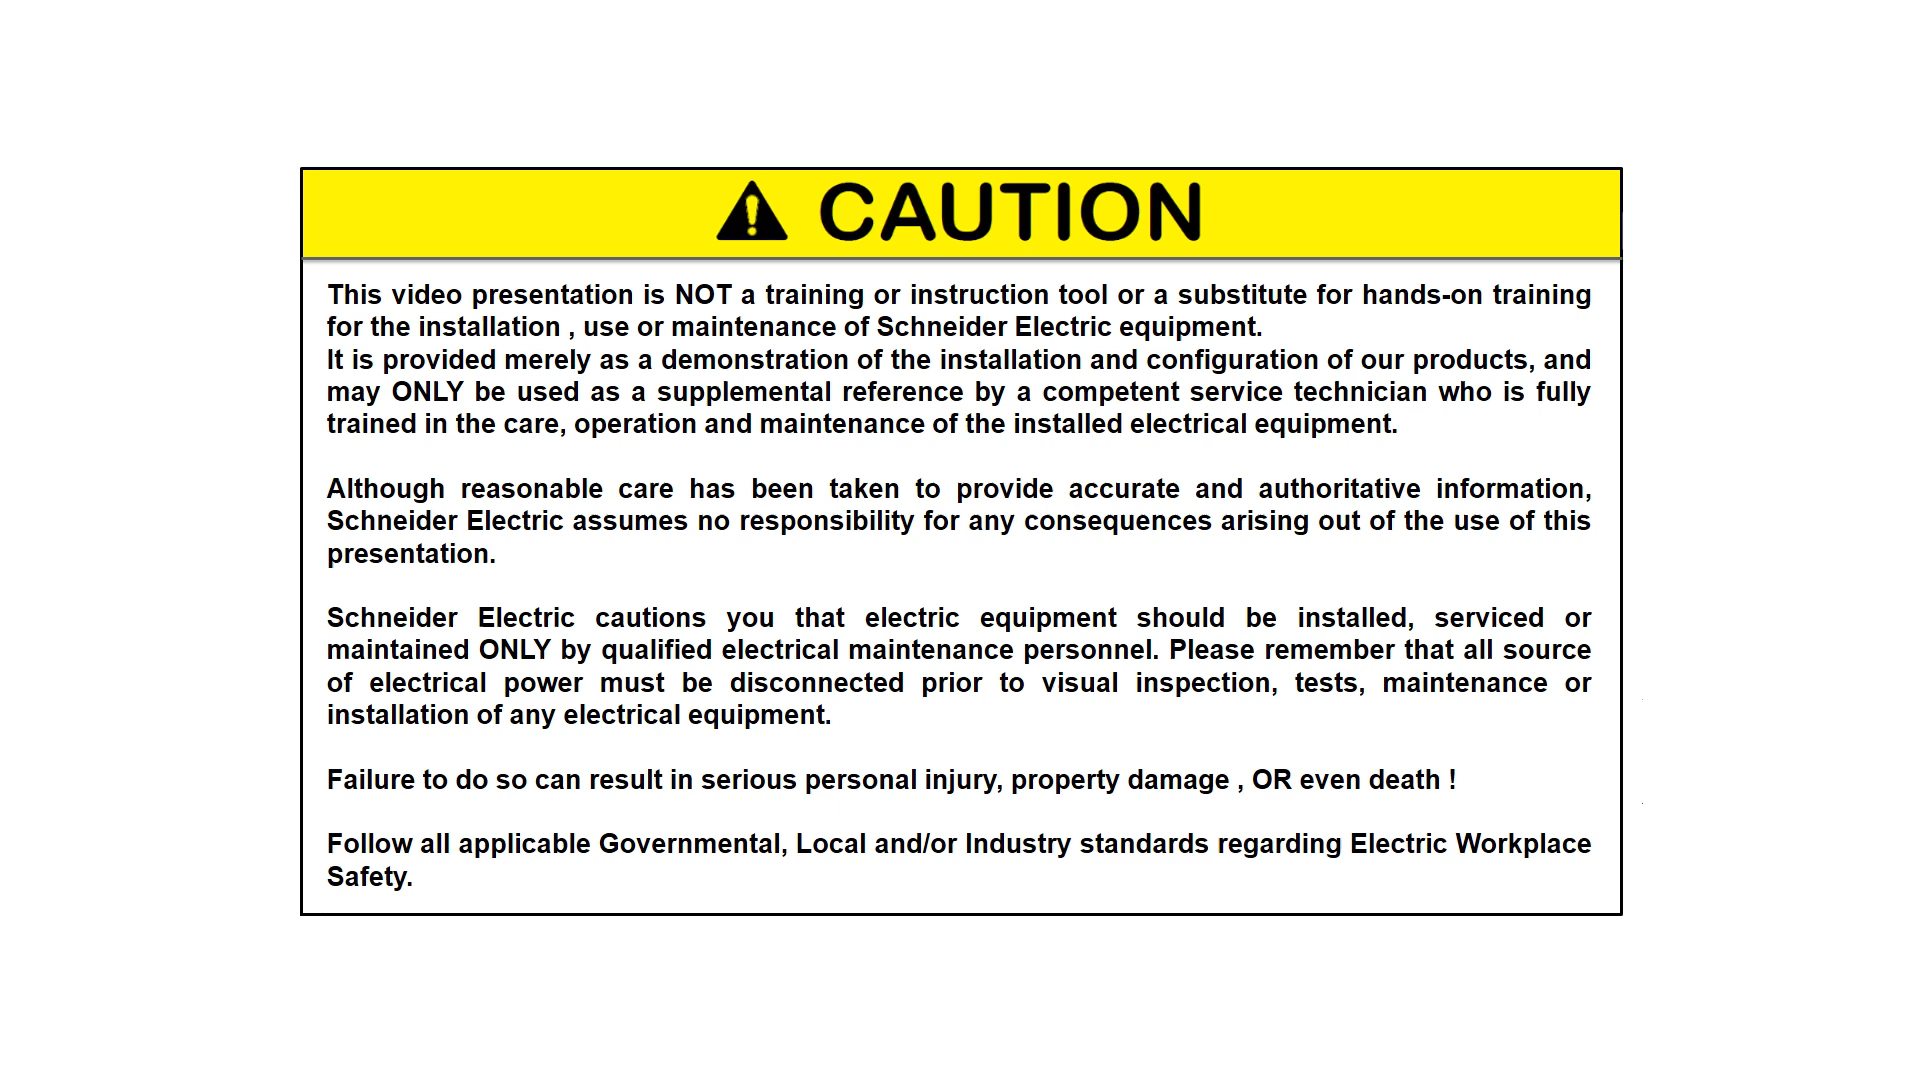 CAUTION
This video presentation is NOT a training or instruction tool or a substitute for hands-on training
for the installation , use or maintenance of Schneider Electric equipment.
It is provided merely as a demonstration of the installation and configuration of our products, and
may ONLY be used as a supplemental reference by a competent service technician who is fully
trained in the care, operation and maintenance of the installed electrical equipment.
Although reasonable care has been taken to provide accurate and authoritative information,
Schneider Electric assumes no responsibility for any consequences arising out of the use of this
presentation.
Schneider Electric cautions you that electric equipment should be installed, serviced or
maintained ONLY by qualified electrical maintenance personnel. Please remember that all source
of electrical power must be disconnected prior to visual inspection, tests, maintenance or
installation of any electrical equipment.
Failure to do so can result in serious personal injury, property damage , OR even death !
Follow all applicable Governmental, Local and/or Industry standards regarding Electric Workplace
Safety.